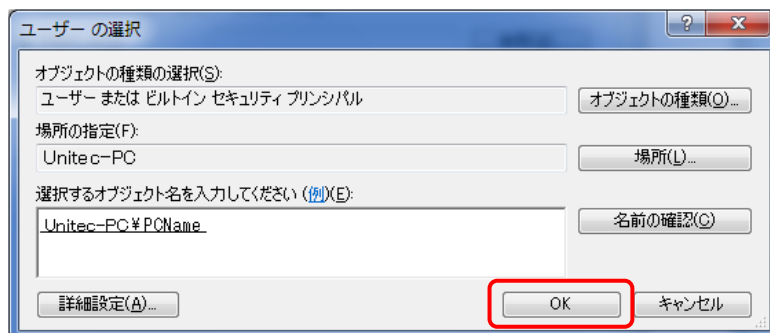 ユーザー の選択
オブジェクトの種類の選択(S):
ユーザー または ビルトイン セキュリティ プリンシパル
オブジェクトの種類(O)...
場所の指定(F):
Unitec-PC
場所(L)...
選択するオブジェクト名を入力してください (例)(E):
Unitec-PC¥PCName
名前の確認(C)
詳細設定(A)...
OK
キャンセル